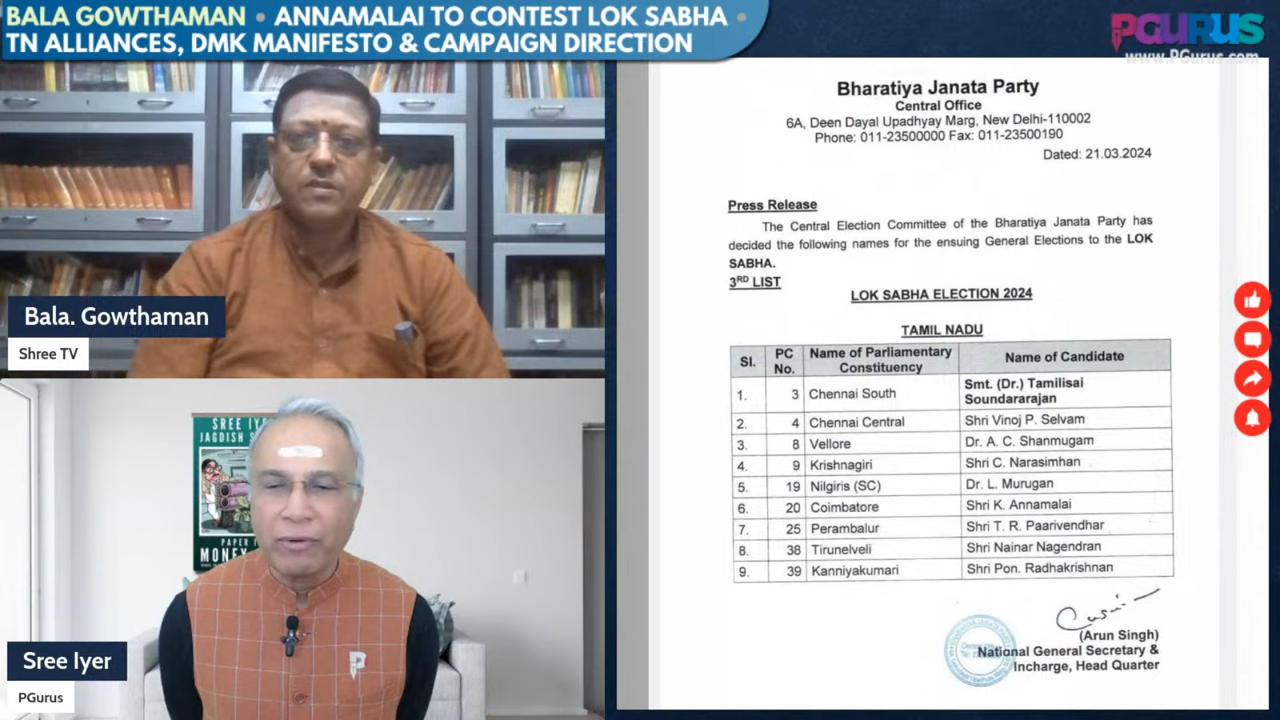 BALA GOWTHAMAN • ANNAMALAI TO CONTEST LOK SABHA •
TN ALLIANCES, DMK MANIFESTO & CAMPAIGN DIRECTION
PGURUS
www.PGurus.com
Bala. Gowthaman
Shree TV
SREE IYER
JAGDISH
PAPER
MONEY
Sree Iyer
PGurus
Bharatiya Janata Party
Central Office
6A, Deen Dayal Upadhyay Marg, New Delhi-110002
Phone: 011-23500000 Fax: 011-23500190
Dated: 21.03.2024
Press Release
The Central Election Committee of the Bharatiya Janata Party has
decided the following names for the ensuing General Elections to the LOK
SABHA.
3RD LIST
LOK SABHA ELECTION 2024
TAMIL NADU
Sl. PC No. Name of Parliamentary Constituency Name of Candidate
1. 3 Chennai South Smt. (Dr.) Tamilisai Soundararajan
2. 4 Chennai Central Shri Vinoj P. Selvam
3. 8 Vellore Dr. A. C. Shanmugam
4. 9 Krishnagiri Shri C. Narasimhan
5. 19 Nilgiris (SC) Dr. L. Murugan
6. 20 Coimbatore Shri K. Annamalai
7. 25 Perambalur Shri T. R. Paarivendhar
8. 38 Tirunelveli Shri Nainar Nagendran
9. 39 Kanniyakumari Shri Pon. Radhakrishnan
(Arun Singh)
National General Secretary &
Incharge, Head Quarter